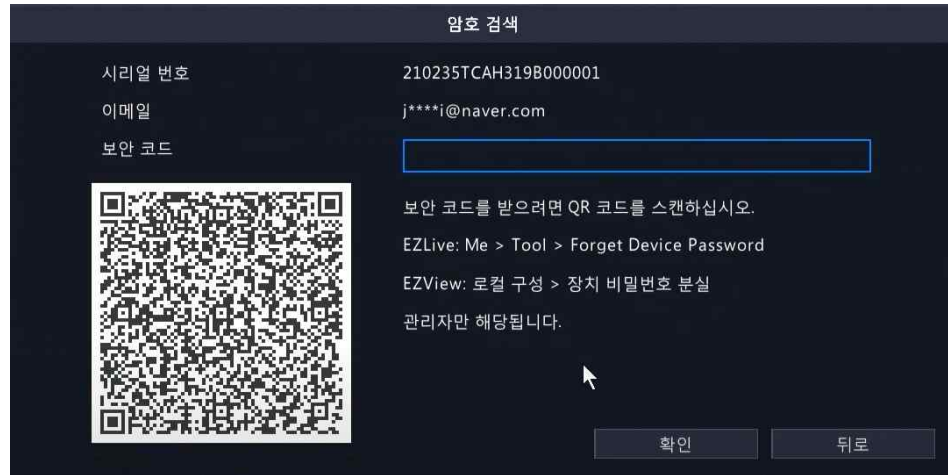 암호 검색
시리얼 번호 210235TCAH319B000001
이메일 j****i@naver.com
보안 코드
보안 코드를 받으려면 QR 코드를 스캔하십시오.
EZLive: Me > Tool > Forget Device Password
EZView: 로컬 구성 > 장치 비밀번호 분실
관리자만 해당됩니다.
확인 뒤로